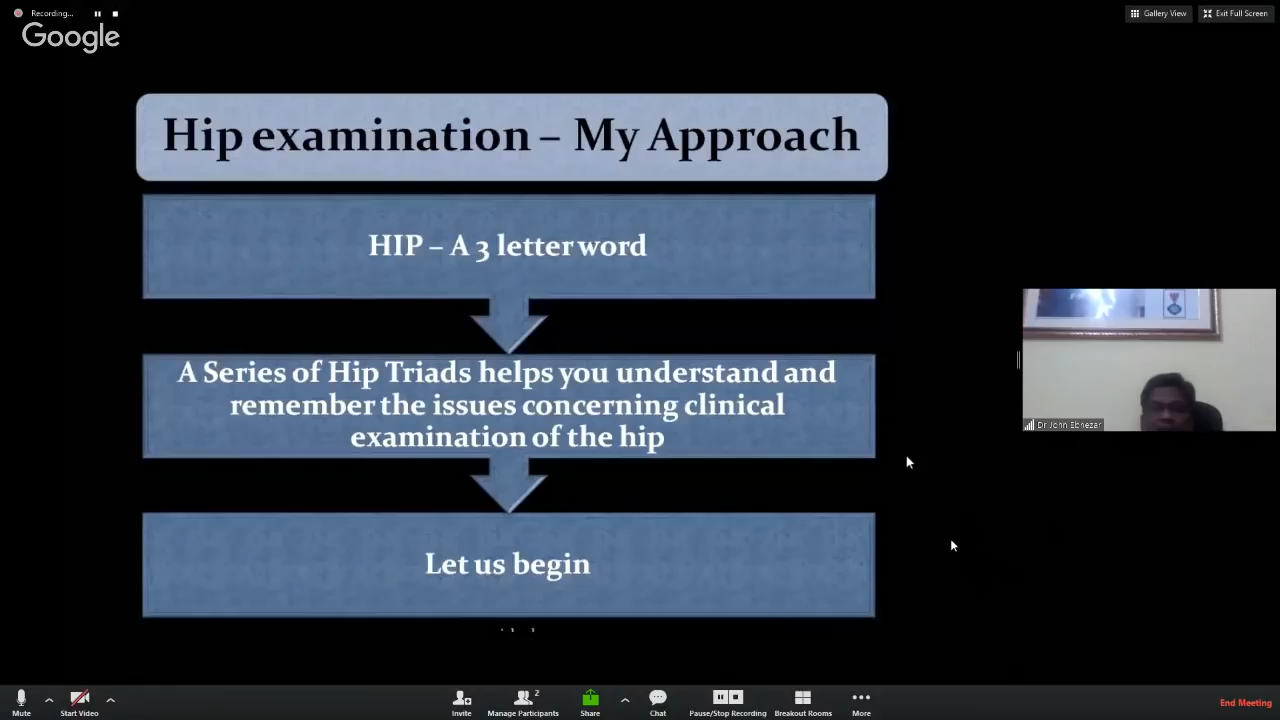 Recording...
Gallery View
Exit Full Screen
Google
Hip examination – My Approach
HIP – A 3 letter word
A Series of Hip Triads helps you understand and
remember the issues concerning clinical
examination of the hip
Let us begin
Dr John Ebnezar
Mute
Start Video
Invite
2
Manage Participants
Share
Chat
Pause/Stop Recording
Breakout Rooms
More
End Meeting